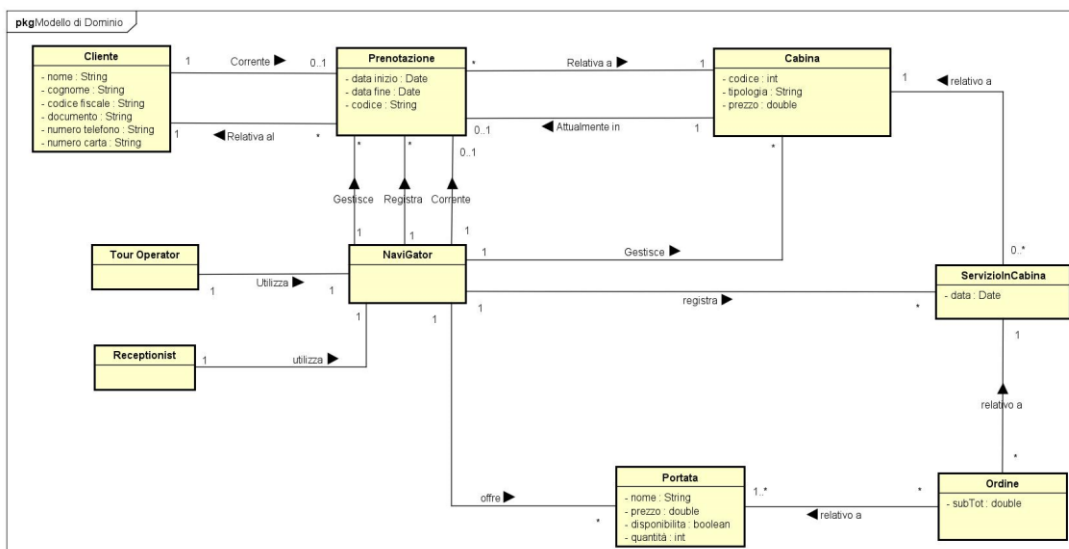 pkg Modello di Dominio
Cliente
- nome : String
- cognome : String
- codice fiscale : String
- documento : String
- numero telefono : String
- numero carta : String
1 Corrente ► 0..1
1 ◄ Relativa al *
Prenotazione
- data inizio : Date
- data fine : Date
- codice : String
* Relativa a ► 1
0..1 ◄ Attualmente in 1
Cabina
- codice : int
- tipologia : String
- prezzo : double
1 ◄ relativo a
* * 0..1 *
Gestisce Registra Corrente
1 1 1
Tour Operator
1 Utilizza ► 1
NaviGator
1 Gestisce ►
0..*
1 registra ► *
ServizioInCabina
- data : Date
1 1 1
Receptionist
1 utilizza ►
relativo a
*
offre ► *
Portata
- nome : String
- prezzo : double
- disponibilita : boolean
- quantità : int
1..* ◄ relativo a *
Ordine
- subTot : double